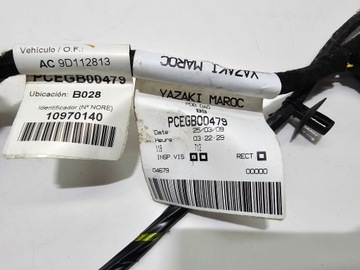 Vehículo / O.F.:
AC 9D112813
PCEGB00479
Ubicación: B028
Identificador (Nº NORE)
10970140
YAZAKI MAROC
YAZAKI MAROC
PCEGB00479
Date 25/03/09
Heure 03:22:29
INSP VIS
RECT
04679 00000